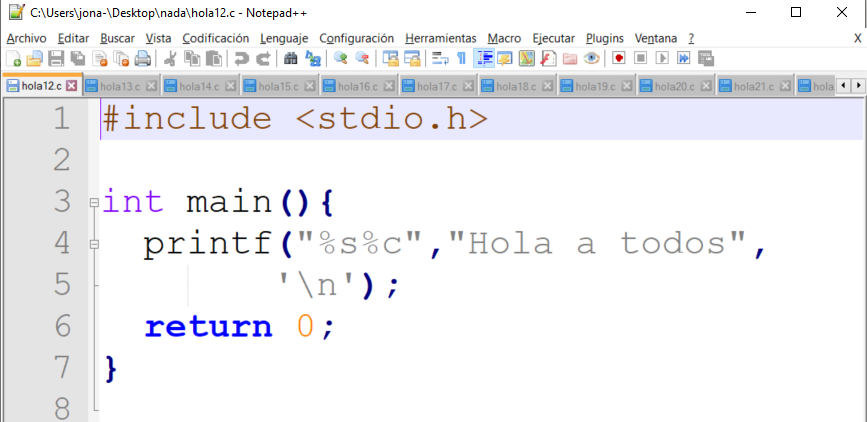 C:\Users\jona-\Desktop\nada\hola12.c - Notepad++
Archivo Editar Buscar Vista Codificación Lenguaje Configuración Herramientas Macro Ejecutar Plugins Ventana ? X
hola12.c hola13.c hola14.c hola15.c hola16.c hola17.c hola18.c hola19.c hola20.c hola21.c hola
1 #include <stdio.h>
2
3 int main(){
4 printf("%s%c","Hola a todos",
5 '\n');
6 return 0;
7 }
8